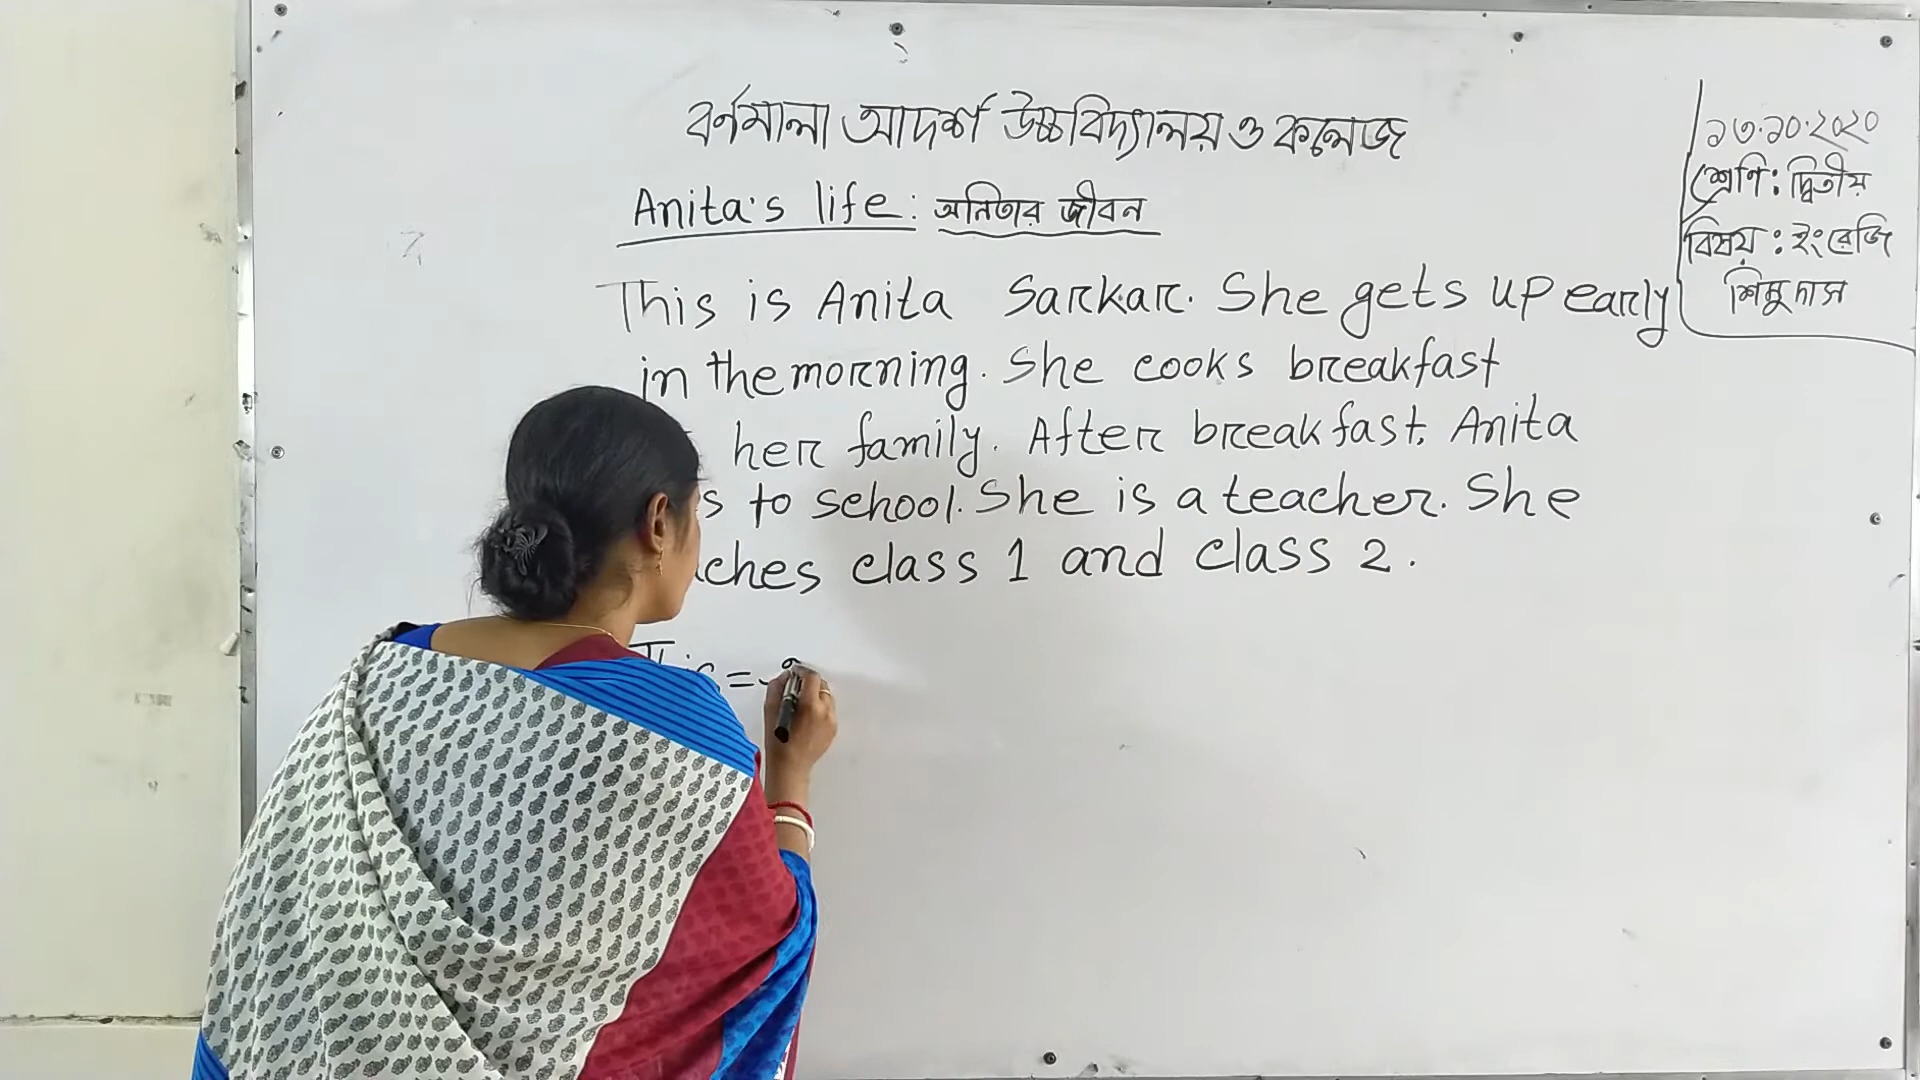 বর্ণমালা আদর্শ উচ্চবিদ্যালয় ও কলেজ
Anita's life: অনিতার জীবন
This is Anita Sarkar. She gets up early
in the morning. She cooks breakfast
her family. After breakfast, Anita
s to school. She is a teacher. She
ches class 1 and class 2.
This =
১৩.১০.২০২০
শ্রেণি: দ্বিতীয়
বিষয়: ইংরেজি
দাস